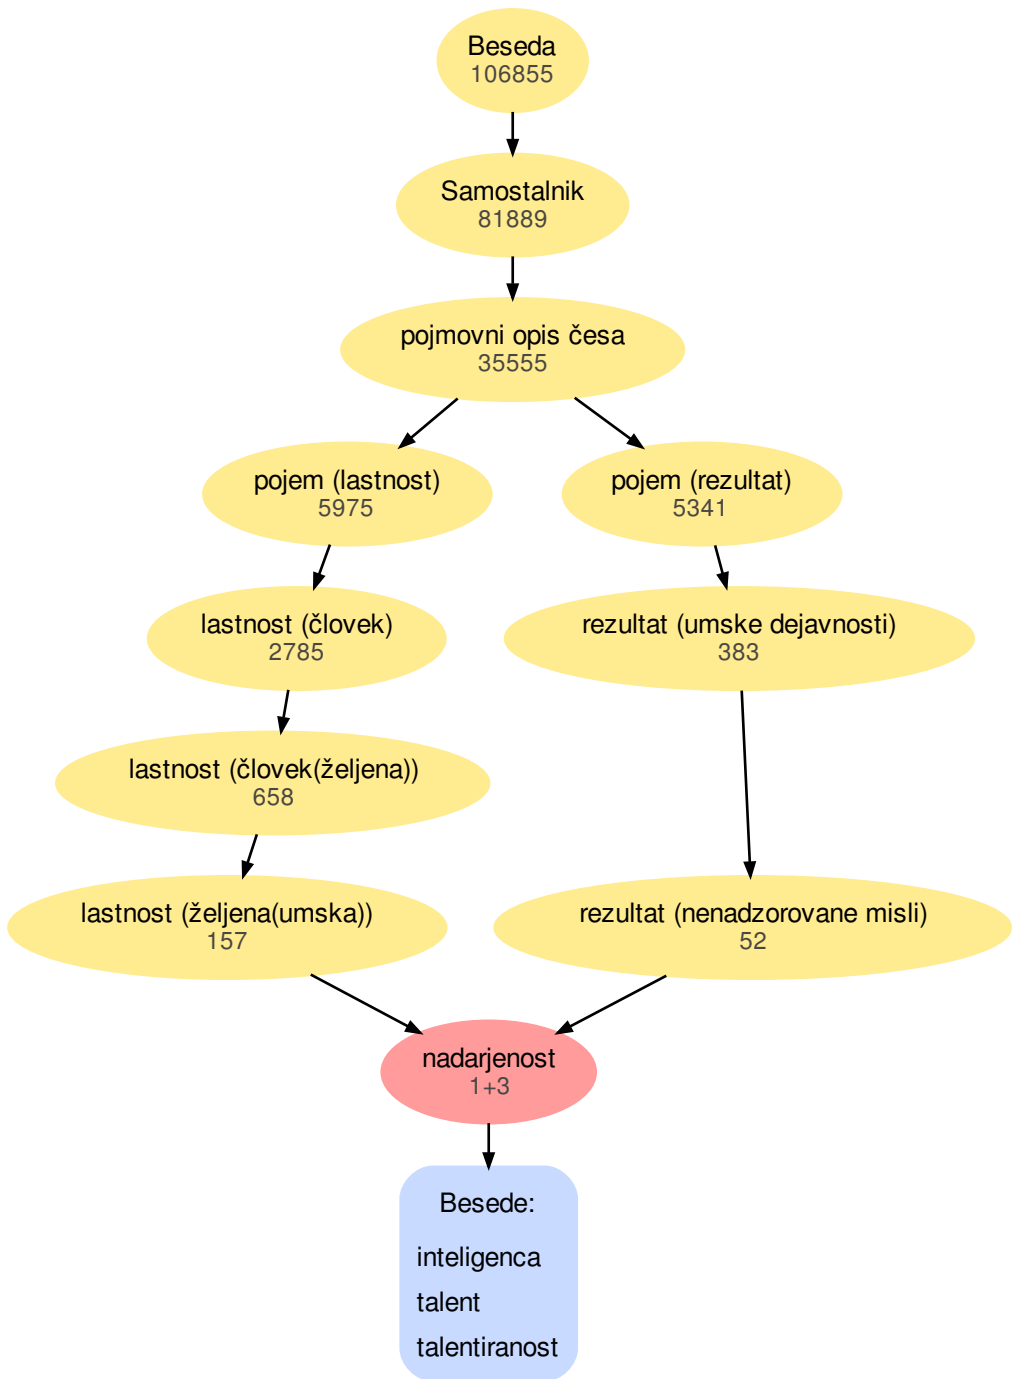 Beseda
106855
Samostalnik
81889
pojmovni opis česa
35555
pojem (lastnost)
5975
pojem (rezultat)
5341
lastnost (človek)
2785
rezultat (umske dejavnosti)
383
lastnost (človek(željena))
658
lastnost (željena(umska))
157
rezultat (nenadzorovane misli)
52
nadarjenost
1+3
Besede:
inteligenca
talent
talentiranost